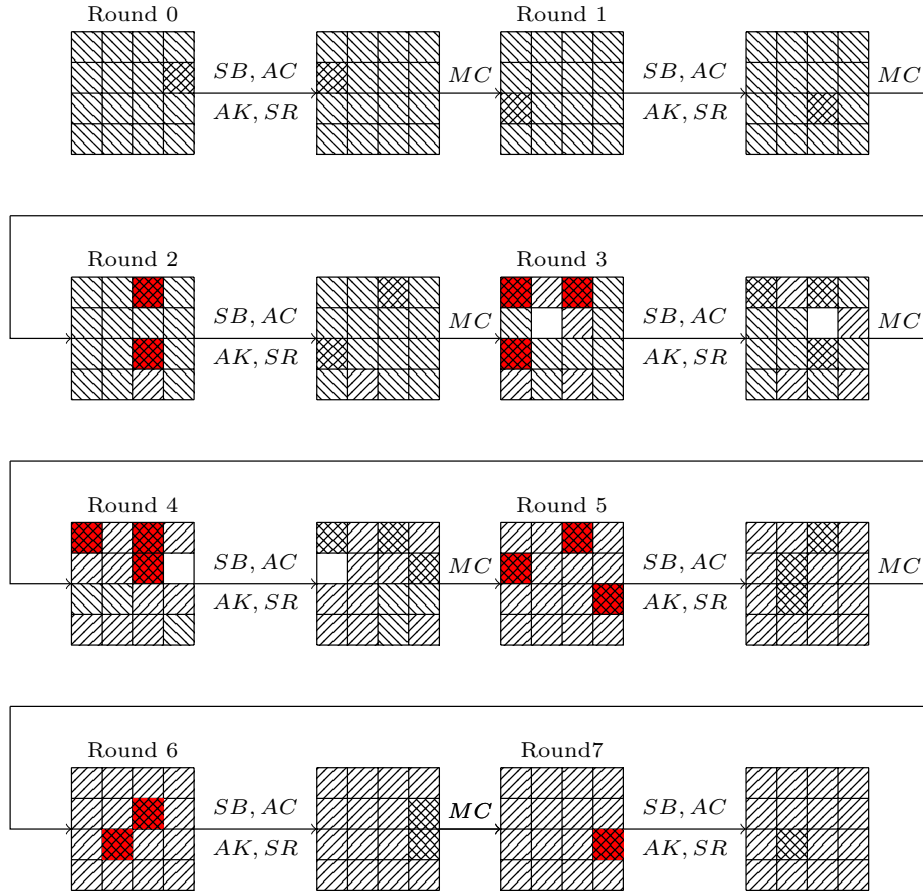 Round 0
Round 1
SB, AC
MC
SB, AC
MC
AK, SR
AK, SR
Round 2
Round 3
SB, AC
MC
SB, AC
MC
AK, SR
AK, SR
Round 4
Round 5
SB, AC
MC
SB, AC
MC
AK, SR
AK, SR
Round 6
Round7
SB, AC
MC
SB, AC
AK, SR
AK, SR